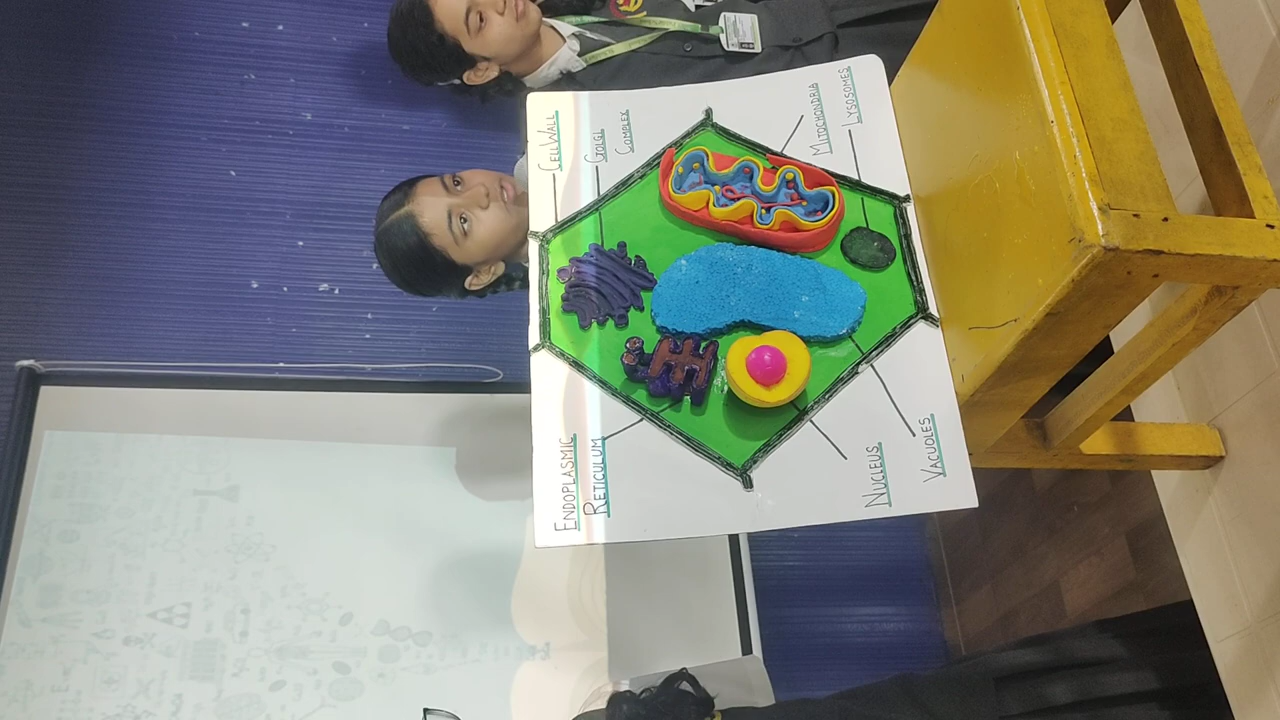 ENDOPLASMIC
RETICULUM
CELL WALL
GOLGI
COMPLEX
MITOCHONDRIA
LYSOSOMES
NUCLEUS
VACUOLES